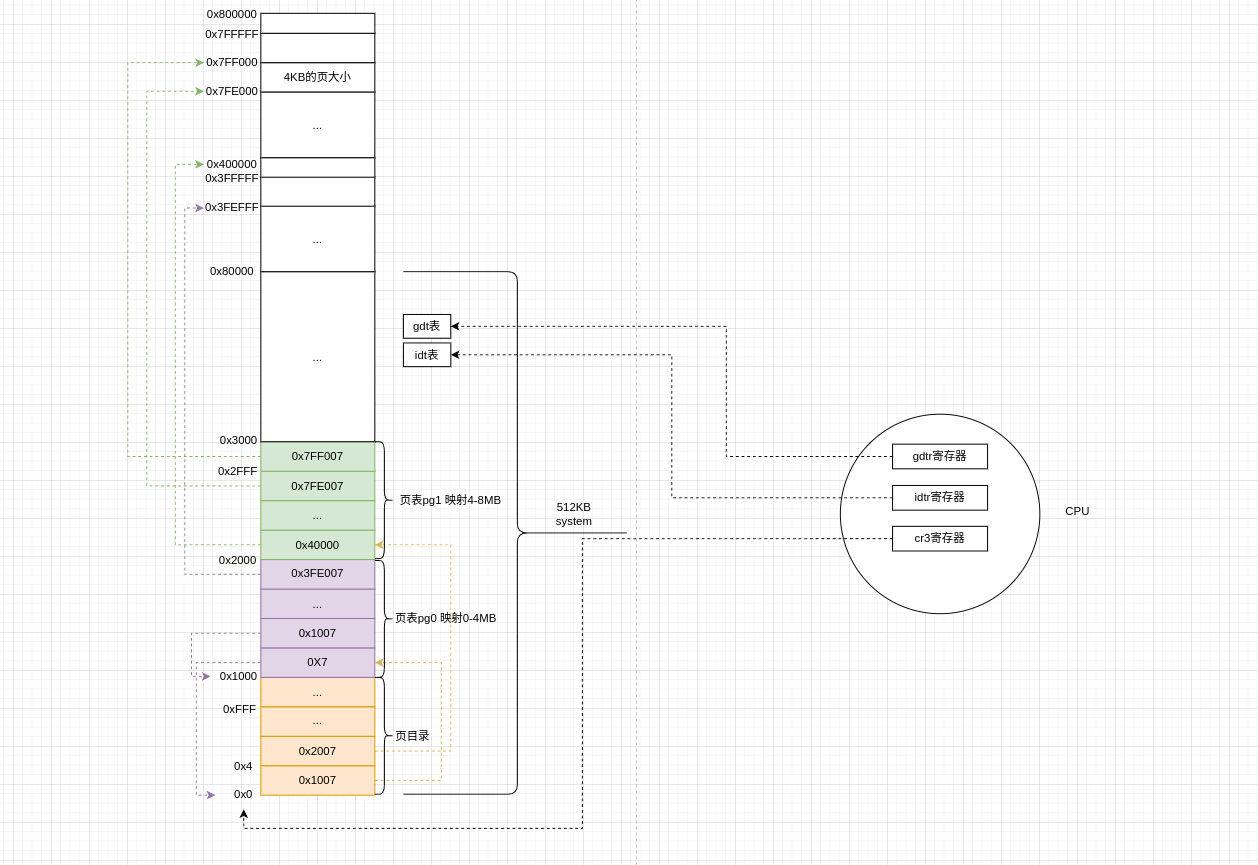 0x800000
0x7FFFFF
0x7FF000
4KB的页大小
0x7FE000
...
0x400000
0x3FFFFF
0x3FEFFF
...
0x80000
gdt表
idt表
...
0x3000
0x7FF007
0x2FFF
0x7FE007
页表pg1 映射4-8MB
...
0x40000
0x2000
0x3FE007
...
页表pg0 映射0-4MB
0x1007
0X7
0x1000
...
0xFFF
...
页目录
0x2007
0x4
0x1007
0x0
512KB
system
gdtr寄存器
idtr寄存器
cr3寄存器
CPU